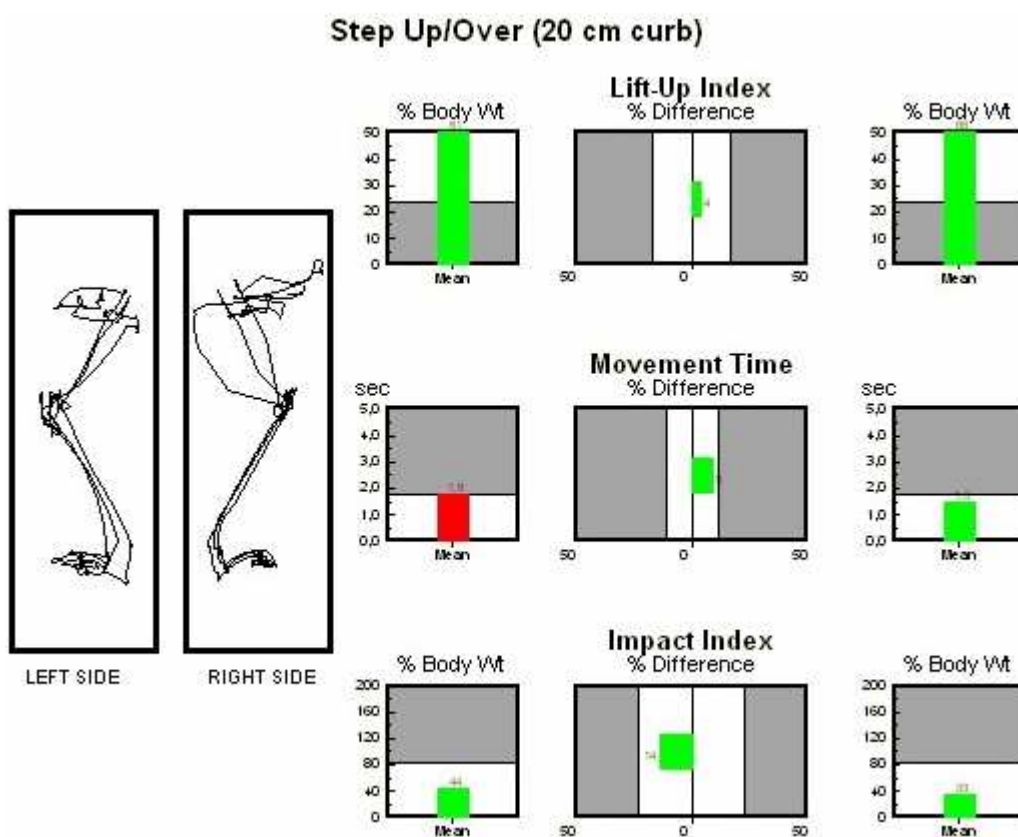 Step Up/Over (20 cm curb)
Lift-Up Index
% Body Wt % Difference % Body Wt
50 50
40 40
30 30
20 20
10 10
0 0
Mean 50 0 50 Mean
Movement Time
sec % Difference sec
5,0 5,0
4,0 4,0
3,0 3,0
2,0 2,0
1,0 1,0
0,0 0,0
Mean 50 0 50 Mean
LEFT SIDE RIGHT SIDE
Impact Index
% Body Wt % Difference % Body Wt
200 200
160 160
120 120
80 80
40 40
0 0
Mean 50 0 50 Mean